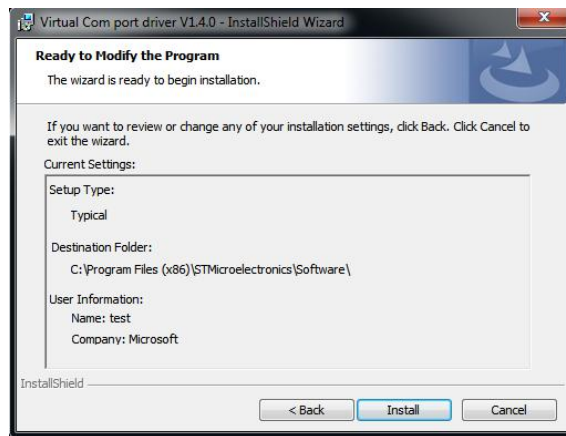 Virtual Com port driver V1.4.0 - InstallShield Wizard
Ready to Modify the Program
The wizard is ready to begin installation.
If you want to review or change any of your installation settings, click Back. Click Cancel to
exit the wizard.
Current Settings:
Setup Type:
Typical
Destination Folder:
C:\Program Files (x86)\STMicroelectronics\Software\
User Information:
Name: test
Company: Microsoft
InstallShield
< Back
Install
Cancel